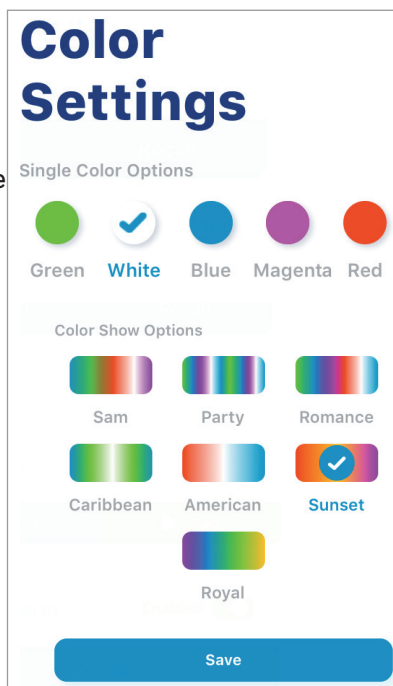 Color
Settings
e
Single Color Options
Green White Blue Magenta Red
Color Show Options
Sam Party Romance
Caribbean American Sunset
Royal
Save